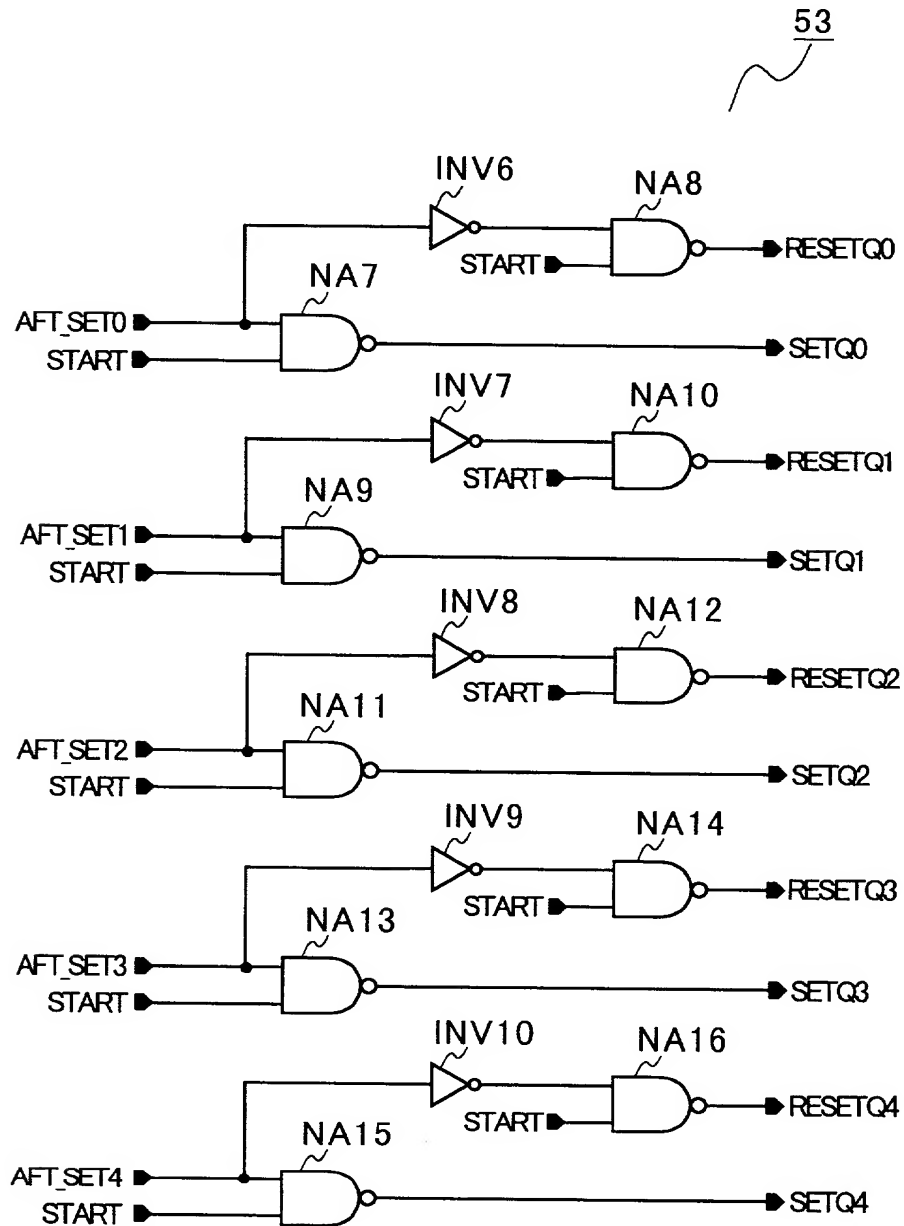 53
INV6
NA8
START
RESETQ0
NA7
AFT_SET0
START
SETQ0
INV7
NA10
START
RESETQ1
NA9
AFT_SET1
START
SETQ1
INV8
NA12
START
RESETQ2
NA11
AFT_SET2
START
SETQ2
INV9
NA14
START
RESETQ3
NA13
AFT_SET3
START
SETQ3
INV10
NA16
START
RESETQ4
NA15
AFT_SET4
START
SETQ4